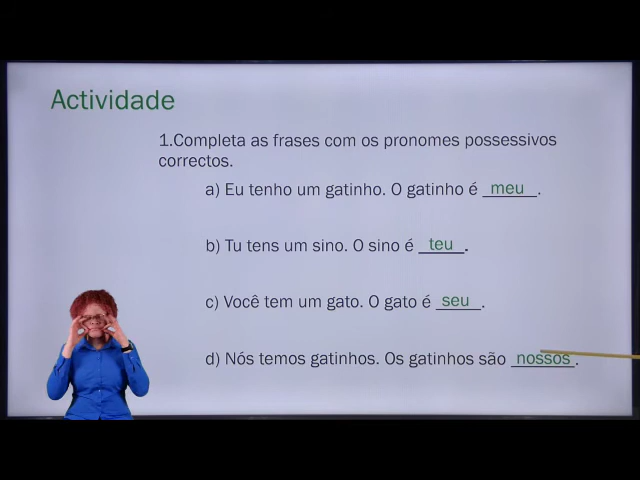 Actividade
1.Completa as frases com os pronomes possessivos
correctos.
a) Eu tenho um gatinho. O gatinho é meu.
b) Tu tens um sino. O sino é teu.
c) Você tem um gato. O gato é seu.
d) Nós temos gatinhos. Os gatinhos são nossos.